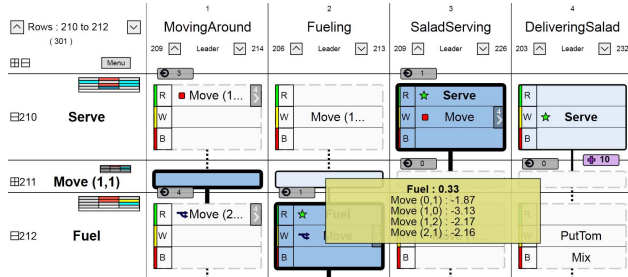 1
2
3
4
Rows : 210 to 212
( 301 )
Menu
MovingAround
Fueling
SaladServing
DeliveringSalad
209 Leader 214
206 Leader 213
209 Leader 226
203 Leader 232
3
1
210 Serve
R Move (1... 4
W
B
R
W Move (1...
B
R Serve
W Move 4
B
R
W Serve
B
0
0
10
211 Move (1,1)
4
1
212 Fuel
R Move (2... 4
W
B
R Fuel
W Move
B
Fuel : 0.33
Move (0,1) : -1.87
Move (1,0) : -3.13
Move (1,2) : -2.17
Move (2,1) : -2.16
B
R
W PutTom
B Mix